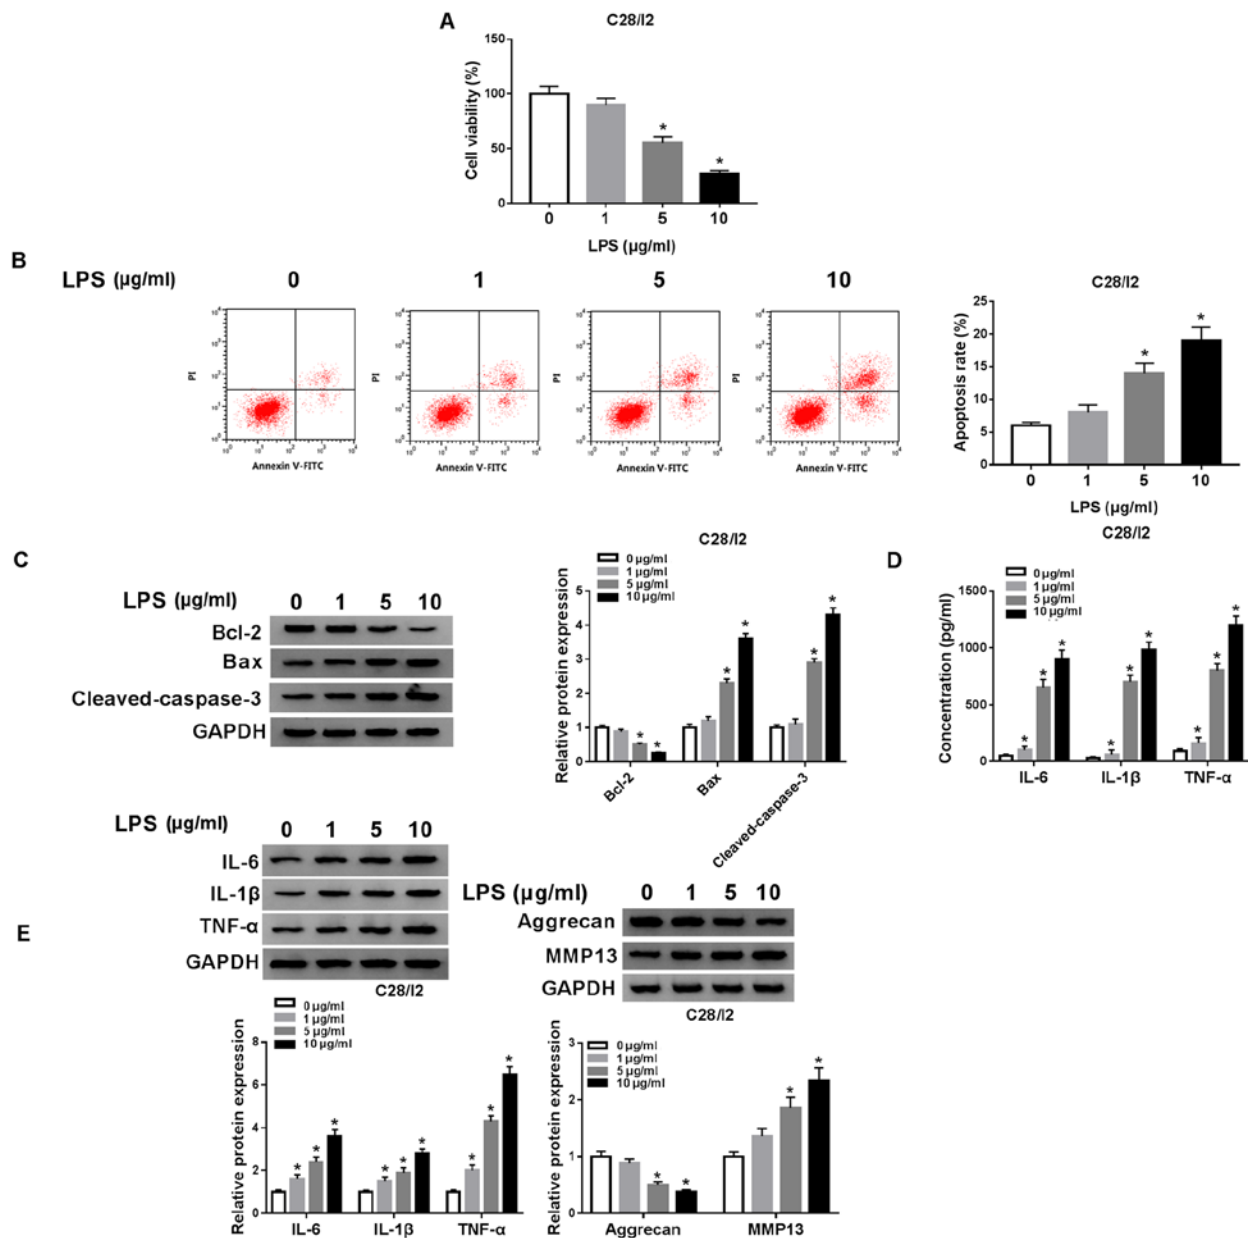 A
C28/I2
Cell viability (%)
150
100
50
0
*
*
0 1 5 10
LPS (μg/ml)
B
LPS (μg/ml) 0 1 5 10
PI
Annexin V-FITC
PI
Annexin V-FITC
PI
Annexin V-FITC
PI
Annexin V-FITC
C28/I2
Apoptosis rate (%)
25
20
15
10
5
0
*
*
0 1 5 10
LPS (μg/ml)
C
LPS (μg/ml) 0 1 5 10
Bcl-2
Bax
Cleaved-caspase-3
GAPDH
C28/I2
0 μg/ml
1 μg/ml
5 μg/ml
10 μg/ml
Relative protein expression
5
4
3
2
1
0
* * * * * *
Bcl-2 Bax Cleaved-caspase-3
D
C28/I2
0 μg/ml
1 μg/ml
5 μg/ml
10 μg/ml
Concentration (pg/ml)
1500
1000
500
0
* * * * * * * * *
IL-6 IL-1β TNF-α
E
LPS (μg/ml) 0 1 5 10
IL-6
IL-1β
TNF-α
GAPDH
C28/I2
0 μg/ml
1 μg/ml
5 μg/ml
10 μg/ml
Relative protein expression
8
6
4
2
0
* * * * * * * * *
IL-6 IL-1β TNF-α
LPS (μg/ml) 0 1 5 10
Aggrecan
MMP13
GAPDH
C28/I2
0 μg/ml
1 μg/ml
5 μg/ml
10 μg/ml
Relative protein expression
3
2
1
0
* * * *
Aggrecan MMP13